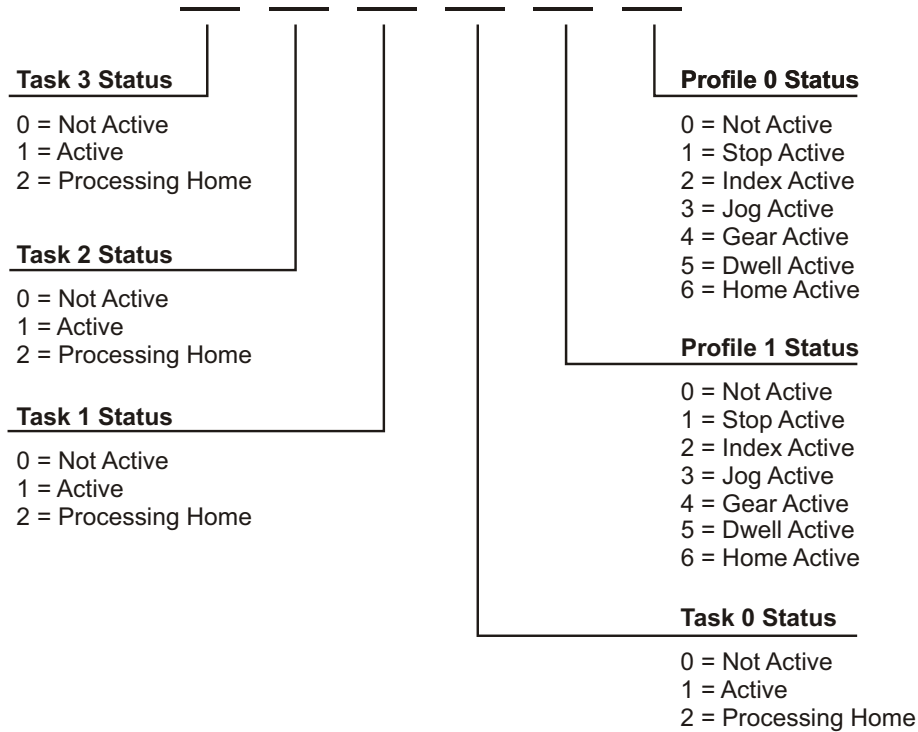 Task 3 Status
0 = Not Active
1 = Active
2 = Processing Home
Task 2 Status
0 = Not Active
1 = Active
2 = Processing Home
Task 1 Status
0 = Not Active
1 = Active
2 = Processing Home
Profile 0 Status
0 = Not Active
1 = Stop Active
2 = Index Active
3 = Jog Active
4 = Gear Active
5 = Dwell Active
6 = Home Active
Profile 1 Status
0 = Not Active
1 = Stop Active
2 = Index Active
3 = Jog Active
4 = Gear Active
5 = Dwell Active
6 = Home Active
Task 0 Status
0 = Not Active
1 = Active
2 = Processing Home